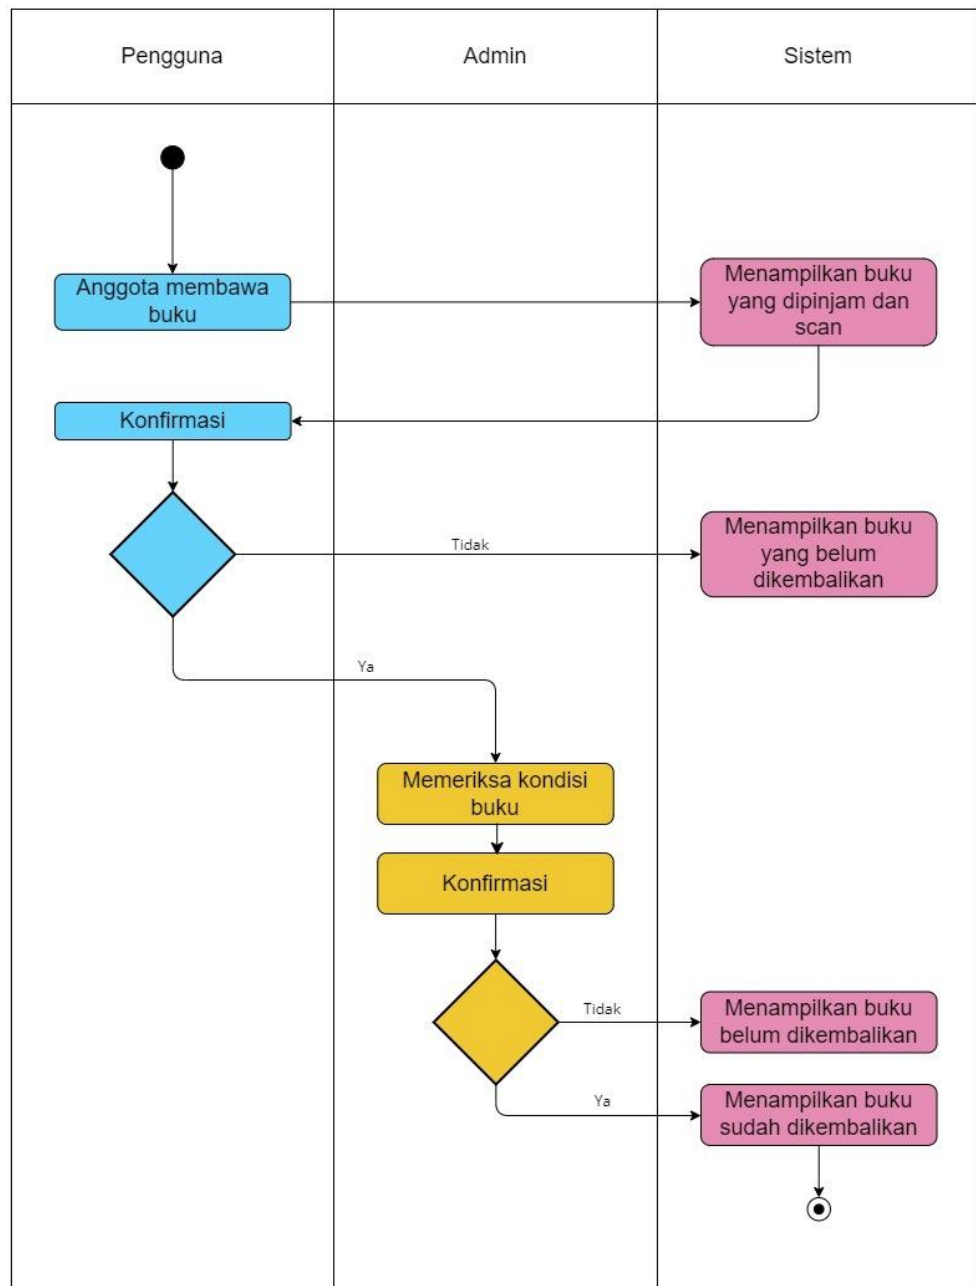 Pengguna
Admin
Sistem
Anggota membawa
buku
Menampilkan buku
yang dipinjam dan
scan
Konfirmasi
Tidak
Menampilkan buku
yang belum
dikembalikan
Ya
Memeriksa kondisi
buku
Konfirmasi
Tidak
Menampilkan buku
belum dikembalikan
Ya
Menampilkan buku
sudah dikembalikan